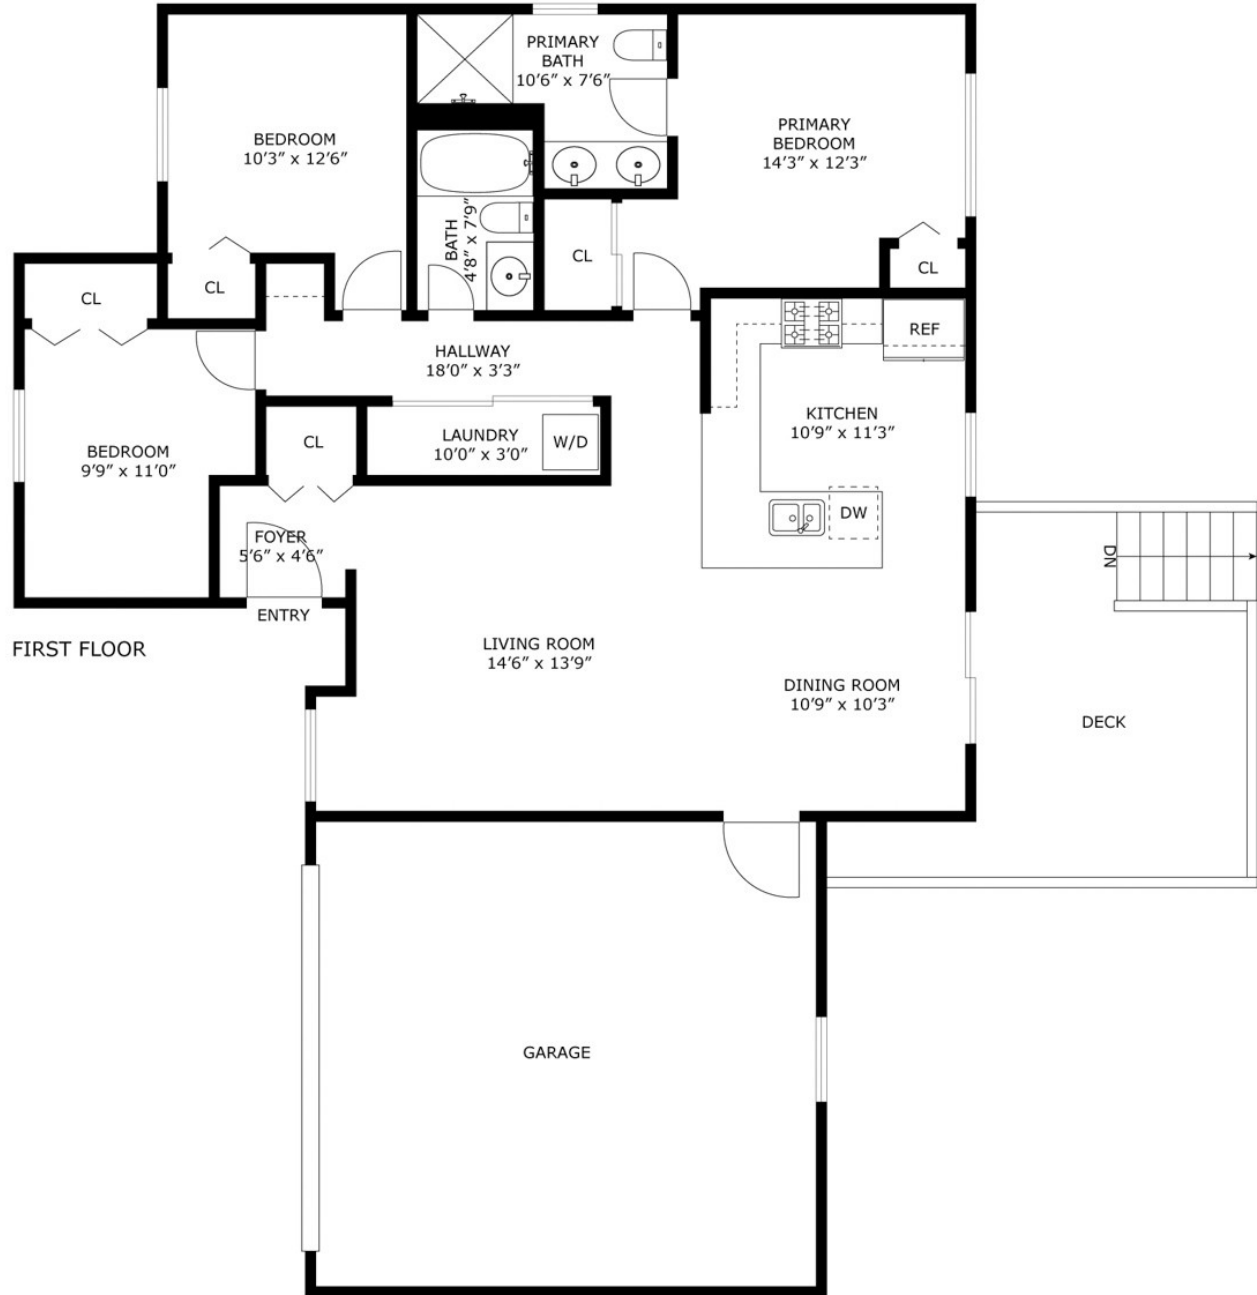 PRIMARY
BATH
10'6" x 7'6"
BEDROOM
10'3" x 12'6"
PRIMARY
BEDROOM
14'3" x 12'3"
BATH
4'8" x 7'9"
CL
CL
CL
CL
REF
HALLWAY
18'0" x 3'3"
KITCHEN
10'9" x 11'3"
BEDROOM
9'9" x 11'0"
CL
LAUNDRY
10'0" x 3'0"
W/D
DW
FOYER
5'6" x 4'6"
DN
ENTRY
FIRST FLOOR
LIVING ROOM
14'6" x 13'9"
DINING ROOM
10'9" x 10'3"
DECK
GARAGE